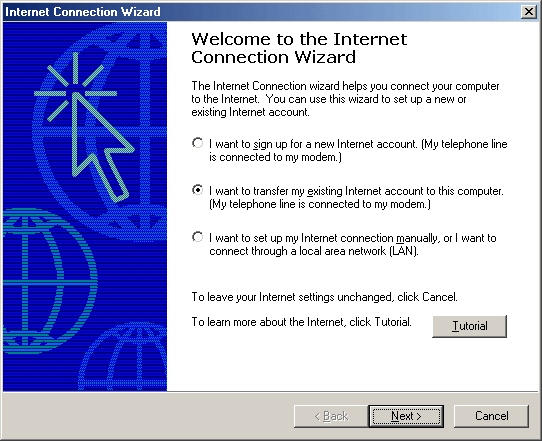 Internet Connection Wizard
Welcome to the Internet
Connection Wizard
The Internet Connection wizard helps you connect your computer
to the Internet. You can use this wizard to set up a new or
existing Internet account.
I want to sign up for a new Internet account. (My telephone line
is connected to my modem.)
I want to transfer my existing Internet account to this computer.
(My telephone line is connected to my modem.)
I want to set up my Internet connection manually, or I want to
connect through a local area network (LAN).
To leave your Internet settings unchanged, click Cancel.
To learn more about the Internet, click Tutorial.
Tutorial
< Back
Next >
Cancel